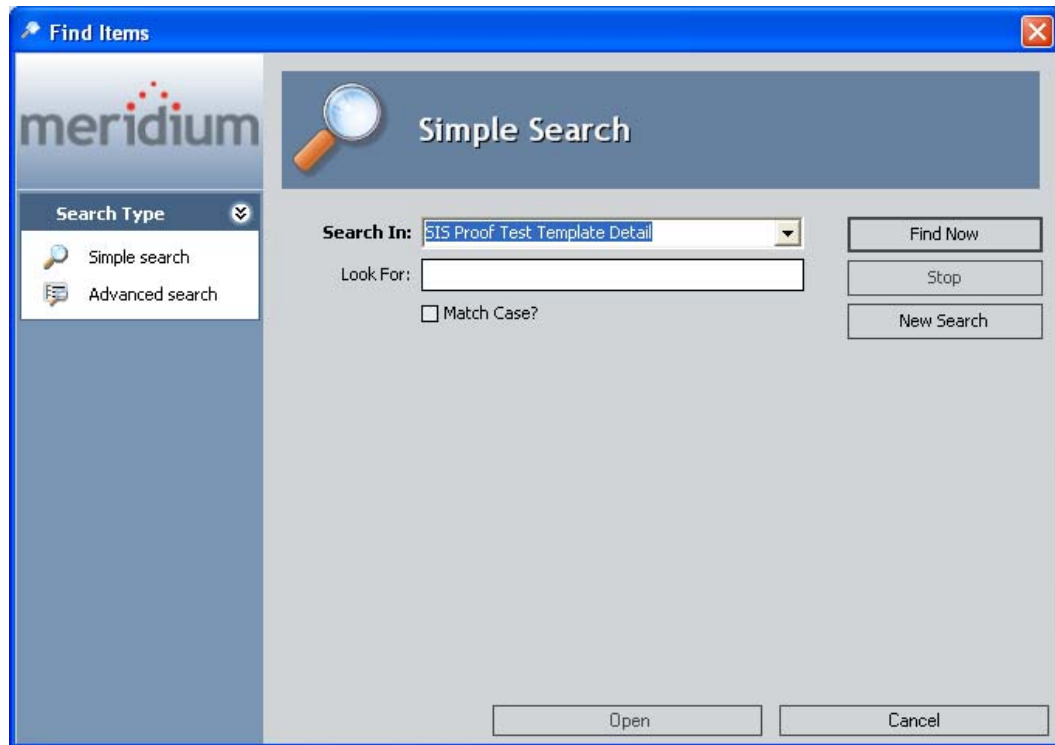 Find Items
meridium
Simple Search
Search Type
Simple search
Advanced search
Search In: SIS Proof Test Template Detail
Look For:
Match Case?
Find Now
Stop
New Search
Open
Cancel